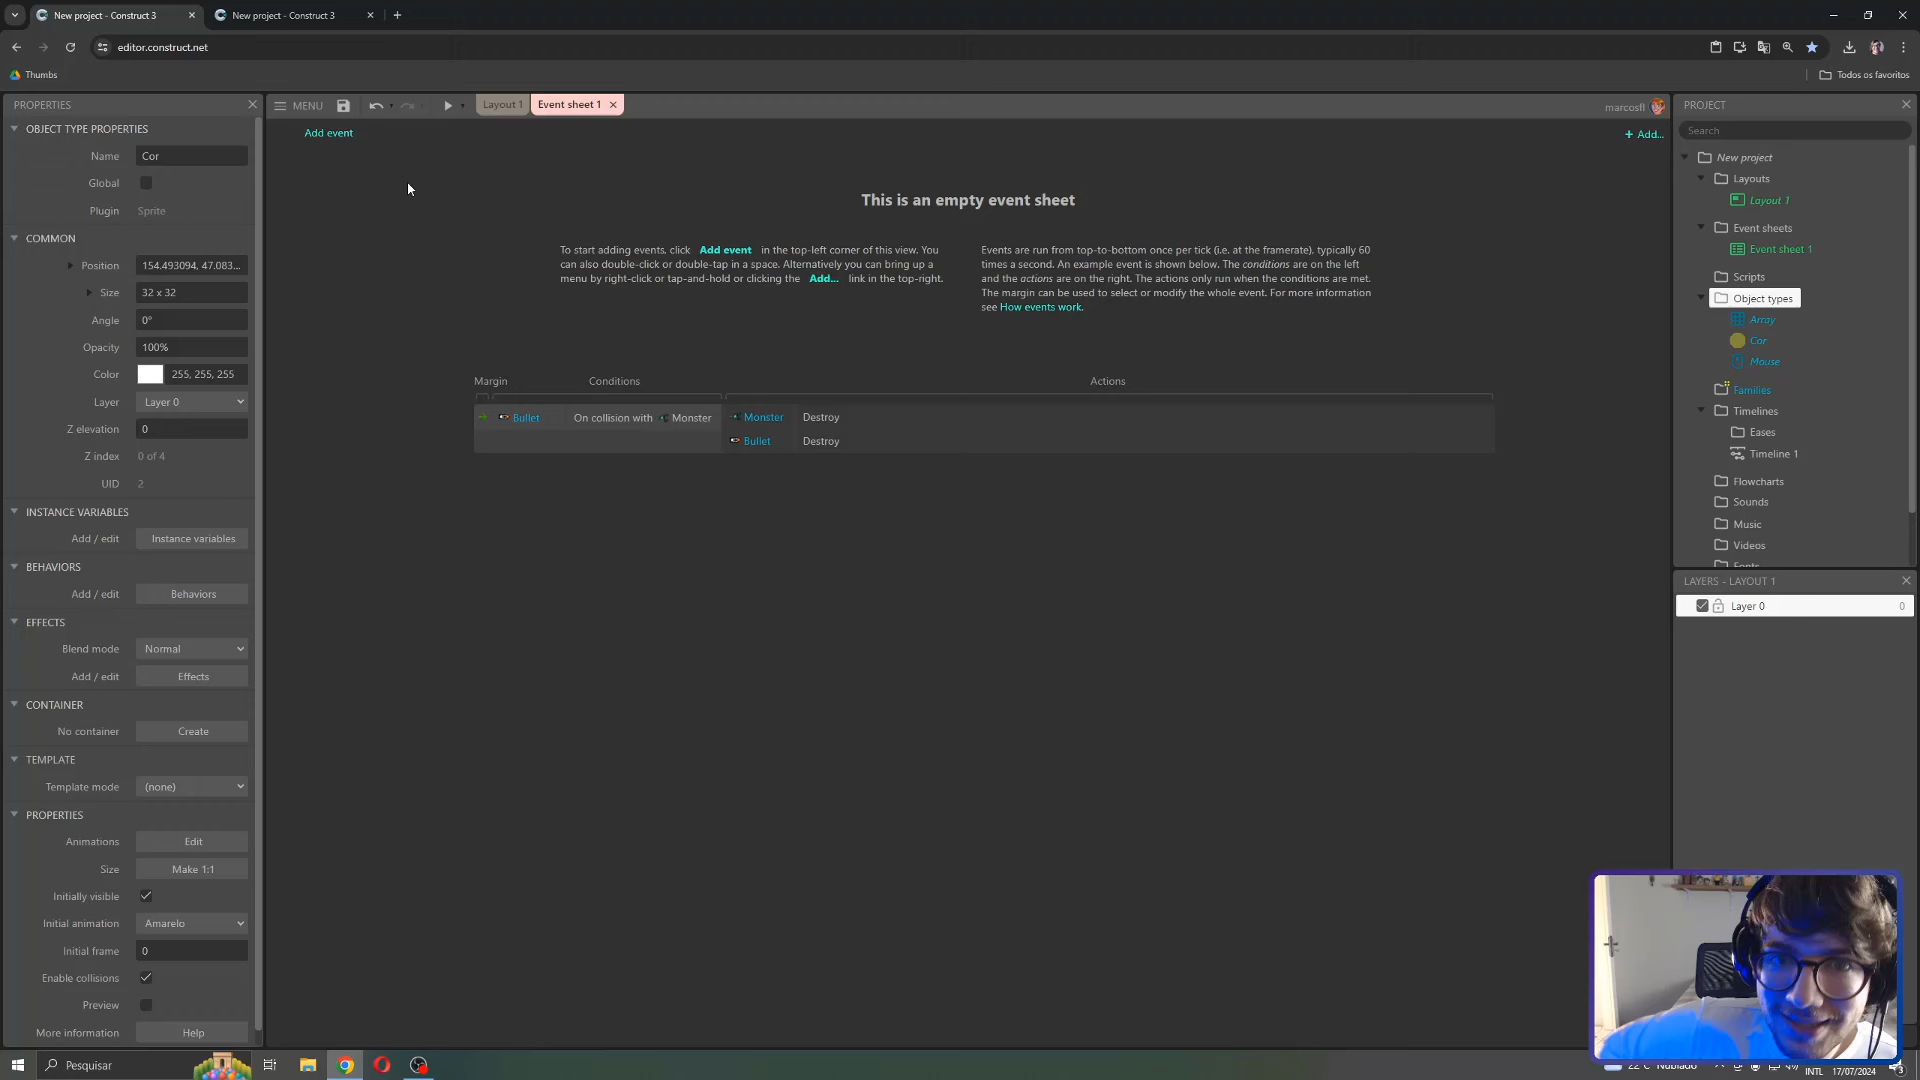 New project - Construct 3
New project - Construct 3
editor.construct.net
Thumbs
Todos os favoritos
PROPERTIES
OBJECT TYPE PROPERTIES
Name Cor
Global
Plugin Sprite
COMMON
Position 154.493094, 47.083...
Size 32 x 32
Angle 0°
Opacity 100%
Color 255, 255, 255
Layer Layer 0
Z elevation 0
Z index 0 of 4
UID 2
INSTANCE VARIABLES
Add / edit Instance variables
BEHAVIORS
Add / edit Behaviors
EFFECTS
Blend mode Normal
Add / edit Effects
CONTAINER
No container Create
TEMPLATE
Template mode (none)
PROPERTIES
Animations Edit
Size Make 1:1
Initially visible
Initial animation Amarelo
Initial frame 0
Enable collisions
Preview
More information Help
MENU
Layout 1
Event sheet 1
marcosfl
Add event
+ Add...
This is an empty event sheet
To start adding events, click Add event in the top-left corner of this view. You
can also double-click or double-tap in a space. Alternatively you can bring up a
menu by right-click or tap-and-hold or clicking the Add... link in the top-right.
Events are run from top-to-bottom once per tick (i.e. at the framerate), typically 60
times a second. An example event is shown below. The conditions are on the left
and the actions are on the right. The actions only run when the conditions are met.
The margin can be used to select or modify the whole event. For more information
see How events work.
Margin Conditions Actions
Bullet On collision with Monster Monster Destroy
Bullet Destroy
PROJECT
Search
New project
Layouts
Layout 1
Event sheets
Event sheet 1
Scripts
Object types
Array
Cor
Mouse
Families
Timelines
Eases
Timeline 1
Flowcharts
Sounds
Music
Videos
LAYERS - LAYOUT 1
Layer 0 0
Pesquisar
22°C Nublado
INTL
17/07/2024
3